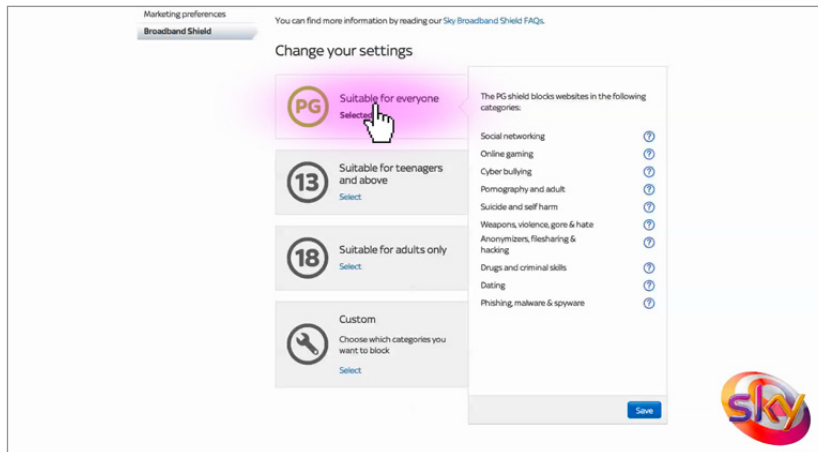 Marketing preferences
Broadband Shield
You can find more information by reading our Sky Broadband Shield FAQs.
Change your settings
PG
Suitable for everyone
Selected
13
Suitable for teenagers
and above
Select
18
Suitable for adults only
Select
Custom
Choose which categories you
want to block
Select
The PG shield blocks websites in the following
categories:
Social networking ?
Online gaming ?
Cyber bullying ?
Pornography and adult ?
Suicide and self harm ?
Weapons, violence, gore & hate ?
Anonymizers, filesharing &
hacking ?
Drugs and criminal skills ?
Dating ?
Phishing, malware & spyware ?
Save
sky